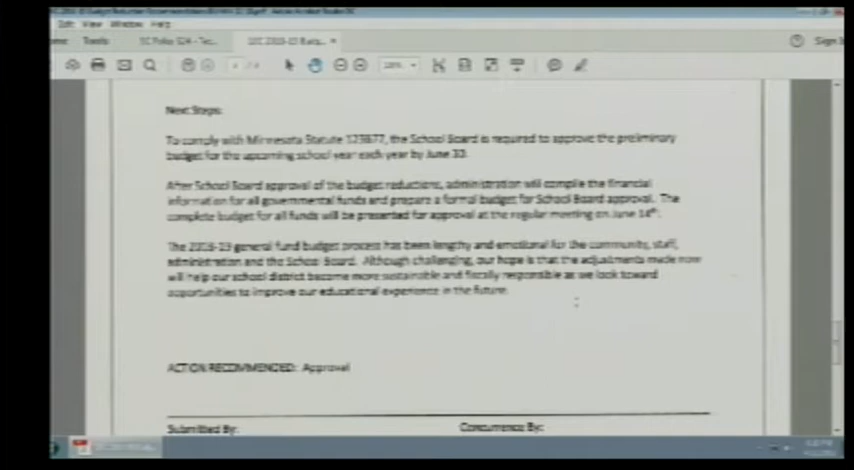 Edit View Window Help
Tools
Sign
Next Steps:
To comply with Minnesota Statute the School Board is required to approve the preliminary
budget for the upcoming school year each year by June 30.
After School Board approval of the budget reductions, administration will compile the financial
information for all governmental funds and prepare a formal budget for School Board approval. The
complete budget for all funds will be presented for approval at the regular meeting on June 14th.
The 2018-19 general fund budget process has been lengthy and emotional for the community, staff,
administration and the School Board. Although challenging, our hope is that the adjustments made now
will help our school district become more sustainable and fiscally responsible as we look toward
opportunities to improve our educational experience in the future.
ACTION RECOMMENDED: Approval
Submitted By: Concurrence By: